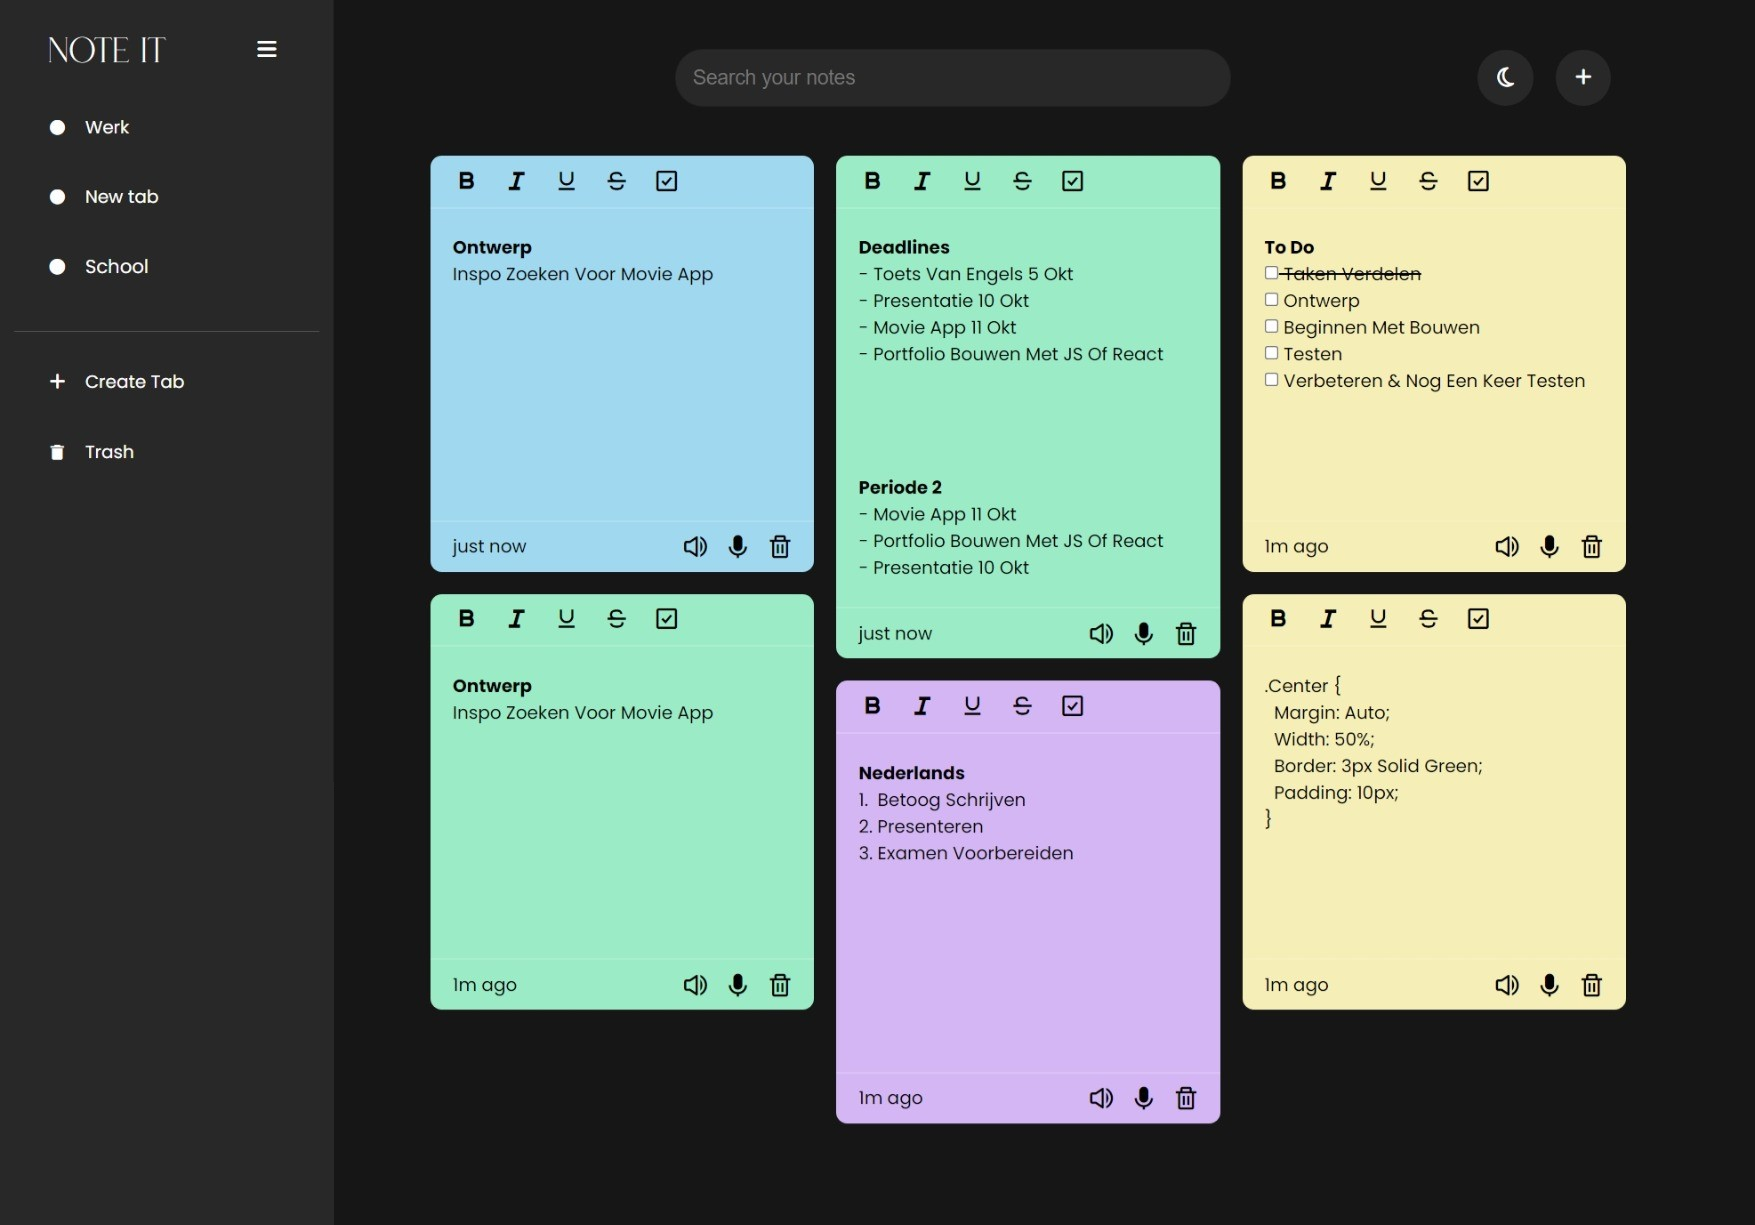 NOTE IT
Werk
New tab
School
Create Tab
Trash
Search your notes
B I U S
Ontwerp
Inspo Zoeken Voor Movie App
just now
B I U S
Deadlines
- Toets Van Engels 5 Okt
- Presentatie 10 Okt
- Movie App 11 Okt
- Portfolio Bouwen Met JS Of React
Periode 2
- Movie App 11 Okt
- Portfolio Bouwen Met JS Of React
- Presentatie 10 Okt
just now
B I U S
To Do
Taken Verdelen
Ontwerp
Beginnen Met Bouwen
Testen
Verbeteren & Nog Een Keer Testen
1m ago
B I U S
Ontwerp
Inspo Zoeken Voor Movie App
1m ago
B I U S
Nederlands
1. Betoog Schrijven
2. Presenteren
3. Examen Voorbereiden
1m ago
B I U S
.Center {
Margin: Auto;
Width: 50%;
Border: 3px Solid Green;
Padding: 10px;
}
1m ago